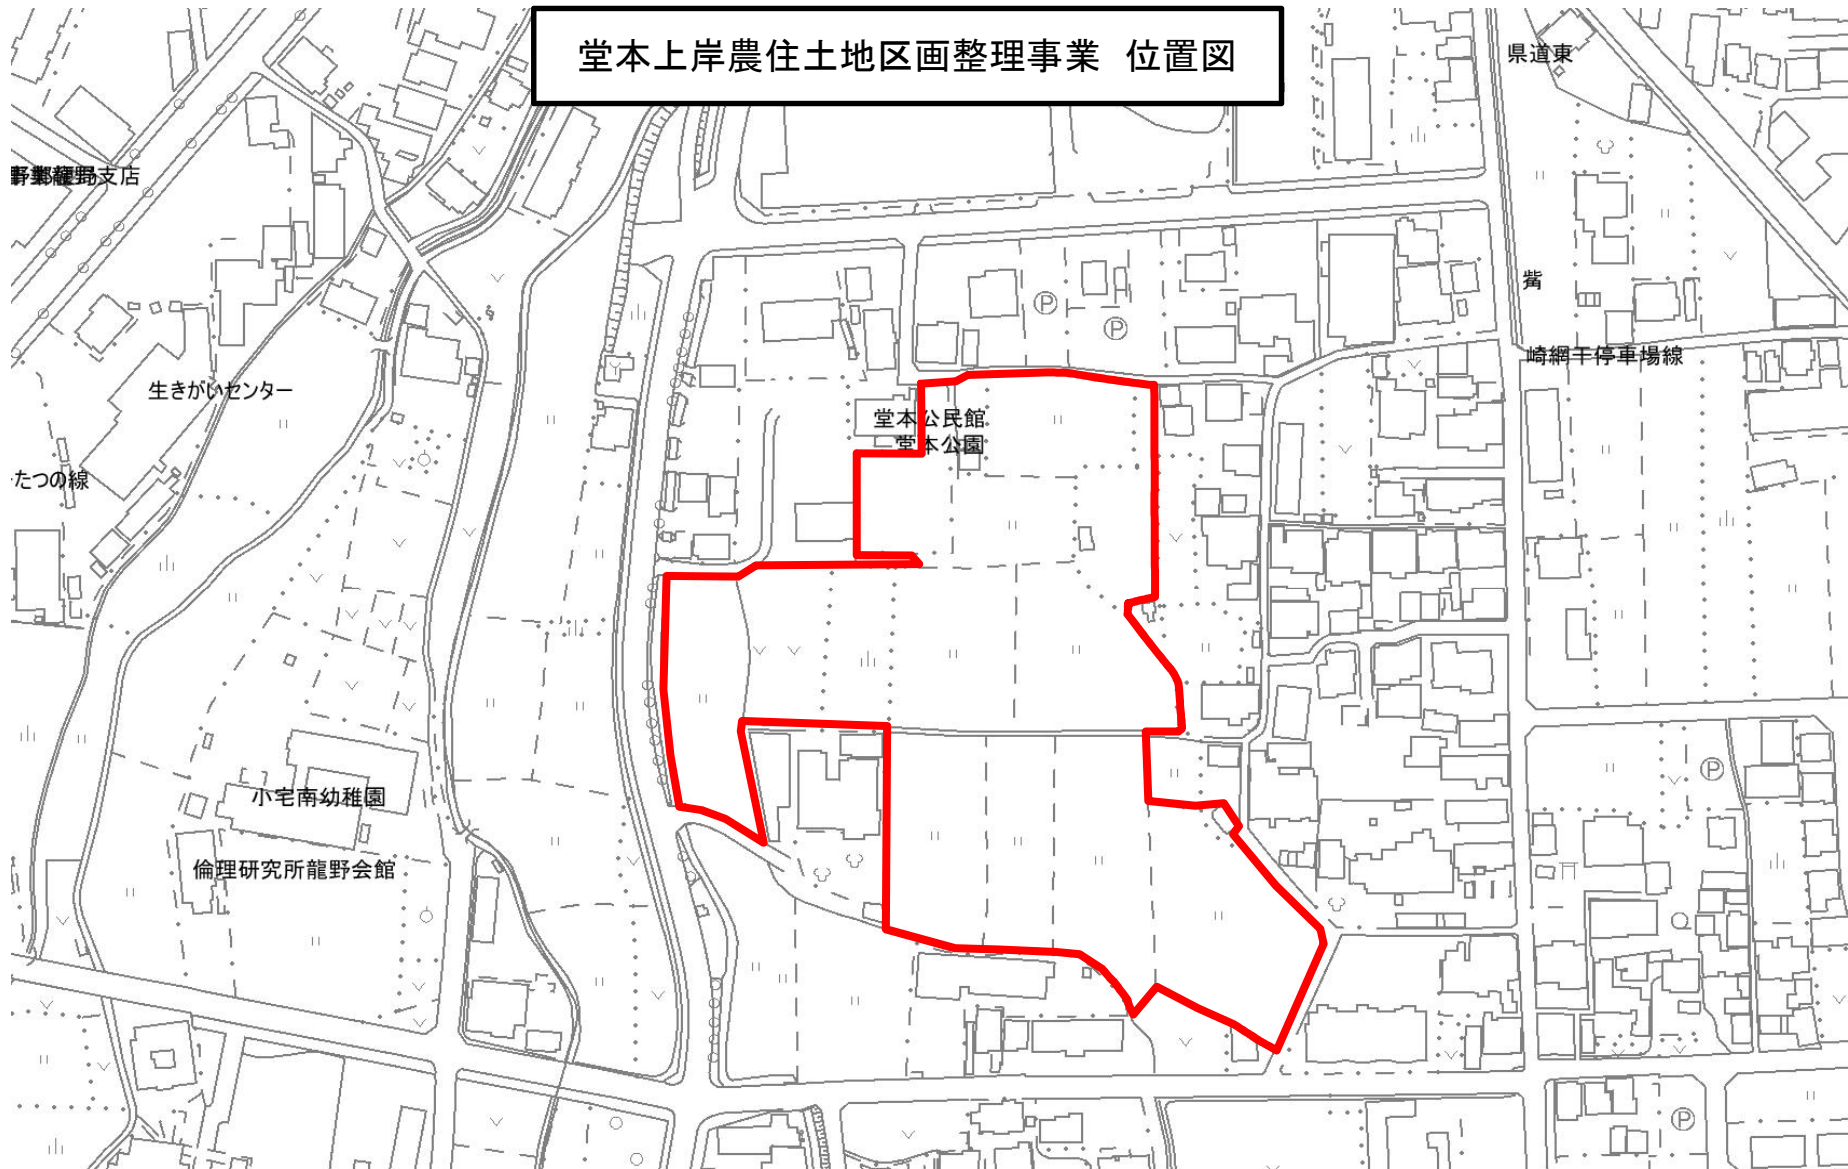 堂本上岸農住土地区画整理事業 位置図
県道東
龍野支店
觜
崎網干停車場線
生きがいセンター
堂本公民館
堂本公園
たつの線
小宅南幼稚園
倫理研究所龍野会館
P
P
P
P